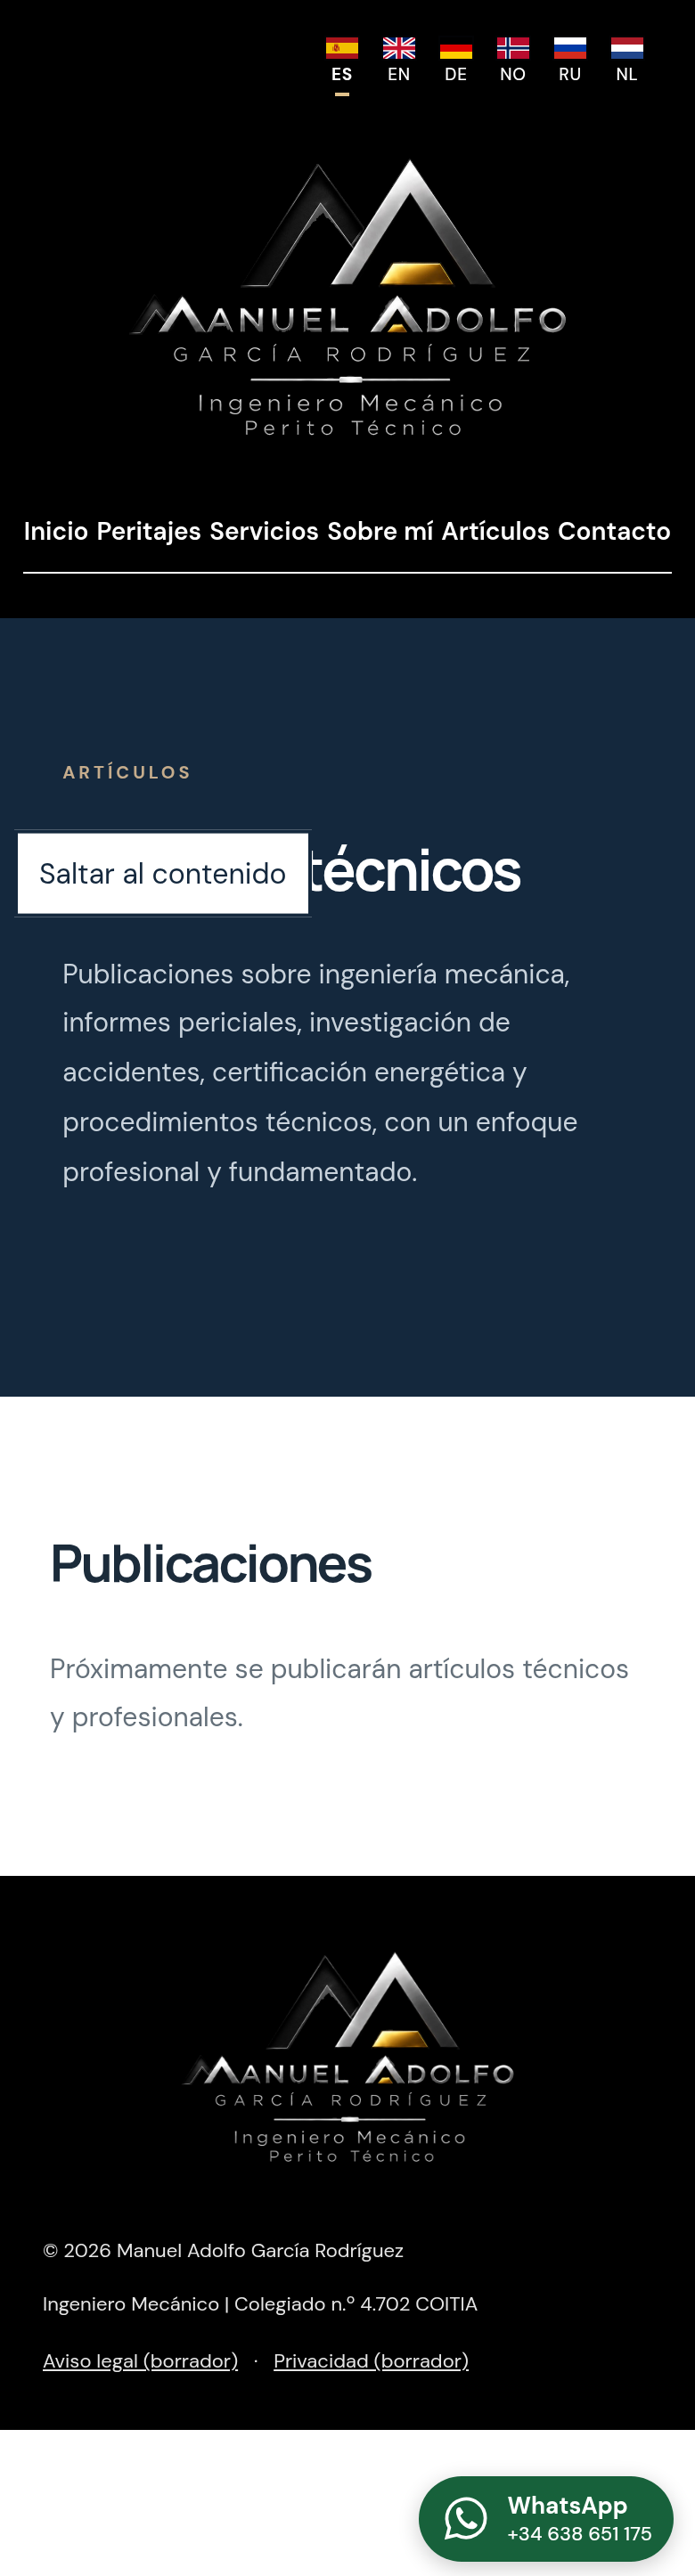 ES EN DE NO RU NL
MANUEL ADOLFO
GARCÍA RODRÍGUEZ
Ingeniero Mecánico
Perito Técnico
Inicio Peritajes Servicios Sobre mí Artículos Contacto
ARTÍCULOS
Saltar al contenido
técnicos
Publicaciones sobre ingeniería mecánica,
informes periciales, investigación de
accidentes, certificación energética y
procedimientos técnicos, con un enfoque
profesional y fundamentado.
Publicaciones
Próximamente se publicarán artículos técnicos
y profesionales.
MANUEL ADOLFO
GARCÍA RODRÍGUEZ
Ingeniero Mecánico
Perito Técnico
© 2026 Manuel Adolfo García Rodríguez
Ingeniero Mecánico | Colegiado n.º 4.702 COITIA
Aviso legal (borrador) · Privacidad (borrador)
WhatsApp
+34 638 651 175